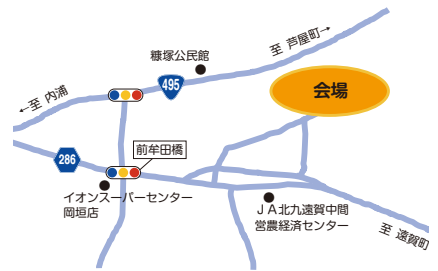 糠塚公民館
至 芦屋町→
←至 内浦
495
会場
前牟田橋
286
イオンスーパーセンター
岡垣店
ＪＡ北九遠賀中間
営農経済センター
至 遠賀町